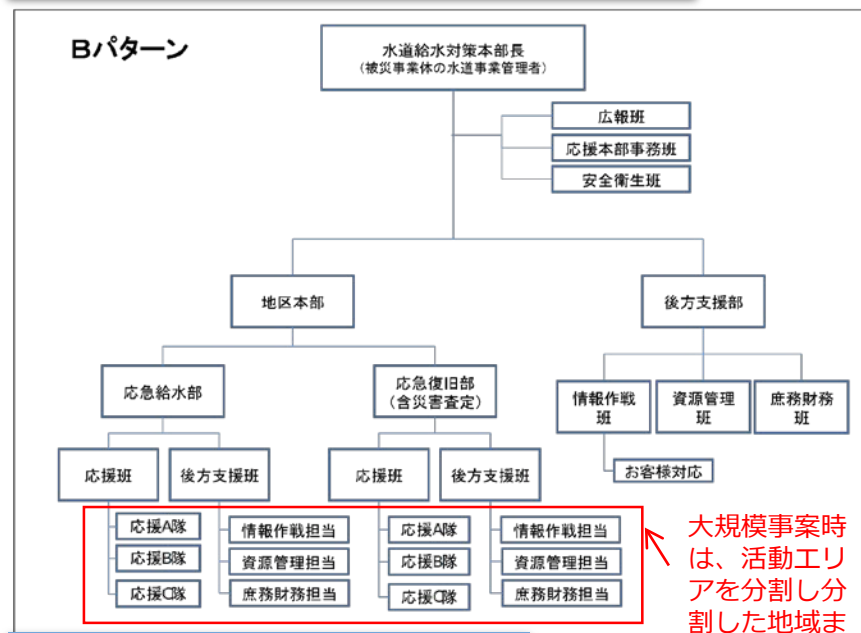 Bパターン
水道給水対策本部長
(被災事業体の水道事業管理者)
広報班
応援本部事務班
安全衛生班
地区本部
後方支援部
応急給水部
応急復旧部
(含災害査定)
情報作戦
班
資源管理
班
庶務財務
班
お客様対応
応援班
後方支援班
応援班
後方支援班
応援A隊
応援B隊
応援C隊
情報作戦担当
資源管理担当
庶務財務担当
応援A隊
応援B隊
応援C隊
情報作戦担当
資源管理担当
庶務財務担当
大規模事案時
は、活動エリ
アを分割し分
割した地域ま